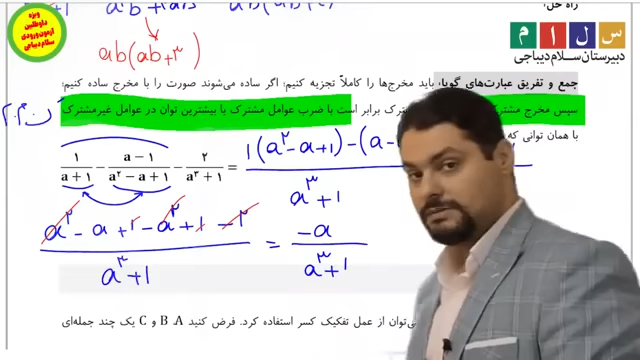 ویژه
داوطلبین
آزمون ورودی
سلام دیباجی
راه حل:
س ل ا م
دبیرستان سلام دیباجی
ab(ab+۳)
جمع و تفریق عبارت‌های گویا: باید مخرج‌ها را کاملاً تجزیه کنیم؛ اگر ساده می‌شوند صورت را با مخرج ساده کنیم؛
سپس مخرج مشترک برابر است با ضرب عوامل مشترک با بیشترین توان در عوامل غیرمشترک
با همان توانی که
ک.م.م
1/(a+1) − (a−1)/(a²−a+1) − 2/(a³+1) = 1(a²−a+1)−(a− / a³+1
a²−a+1−a²+1−۲ / a³+1 = −a / a³+1
می‌توان از عمل تفکیک کسر استفاده کرد. فرض کنید A B و C یک چند جمله‌ای